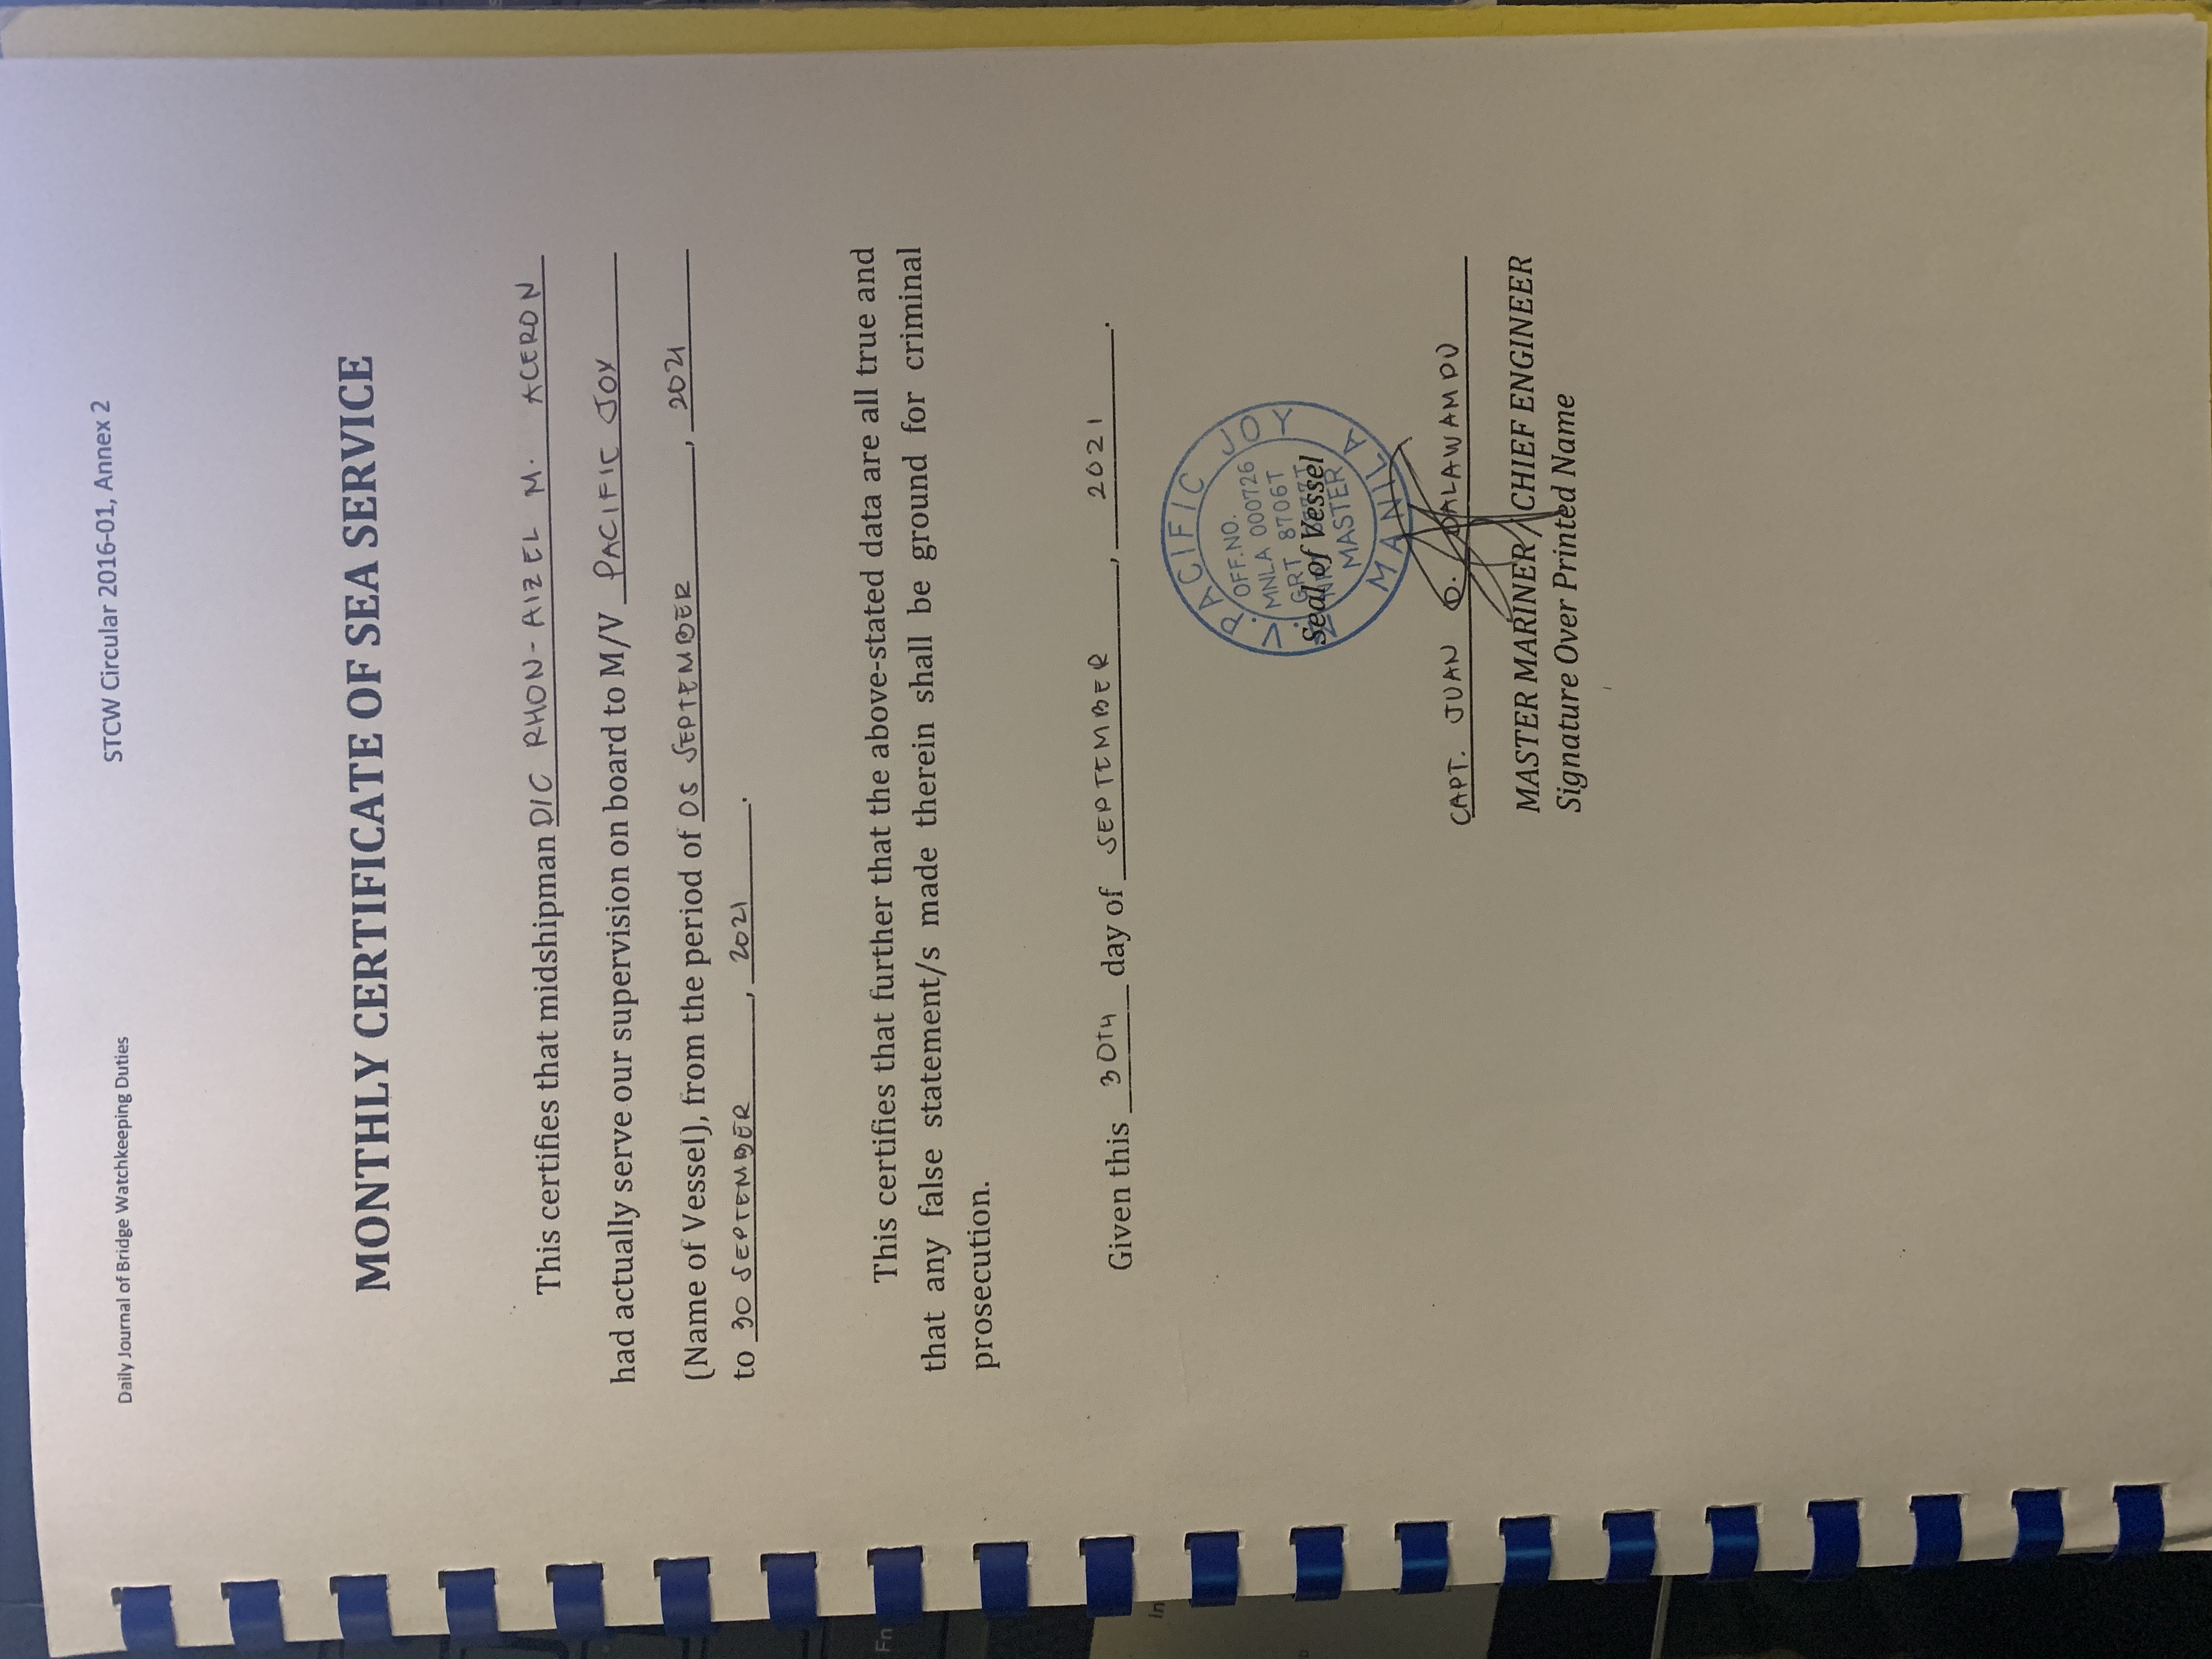 Daily Journal of Bridge Watchkeeping Duties
STCW Circular 2016-01, Annex 2
MONTHLY CERTIFICATE OF SEA SERVICE
This certifies that midshipman D/C RHON-AIZEL M. ACERON
had actually serve our supervision on board to M/V PACIFIC JOY
(Name of Vessel), from the period of 05 SEPTEMBER, 2021
to 30 SEPTEMBER, 2021.
This certifies that further that the above-stated data are all true and
that any false statement/s made therein shall be ground for criminal
prosecution.
Given this 30TH day of SEPTEMBER, 2021.
M.V. PACIFIC JOY
OFF.NO.
MNLA 000726
GRT 8706T
NRT
MASTER
MANILA
Seal of Vessel
CAPT. JUAN
MASTER MARINER / CHIEF ENGINEER
Signature Over Printed Name
Fn
In